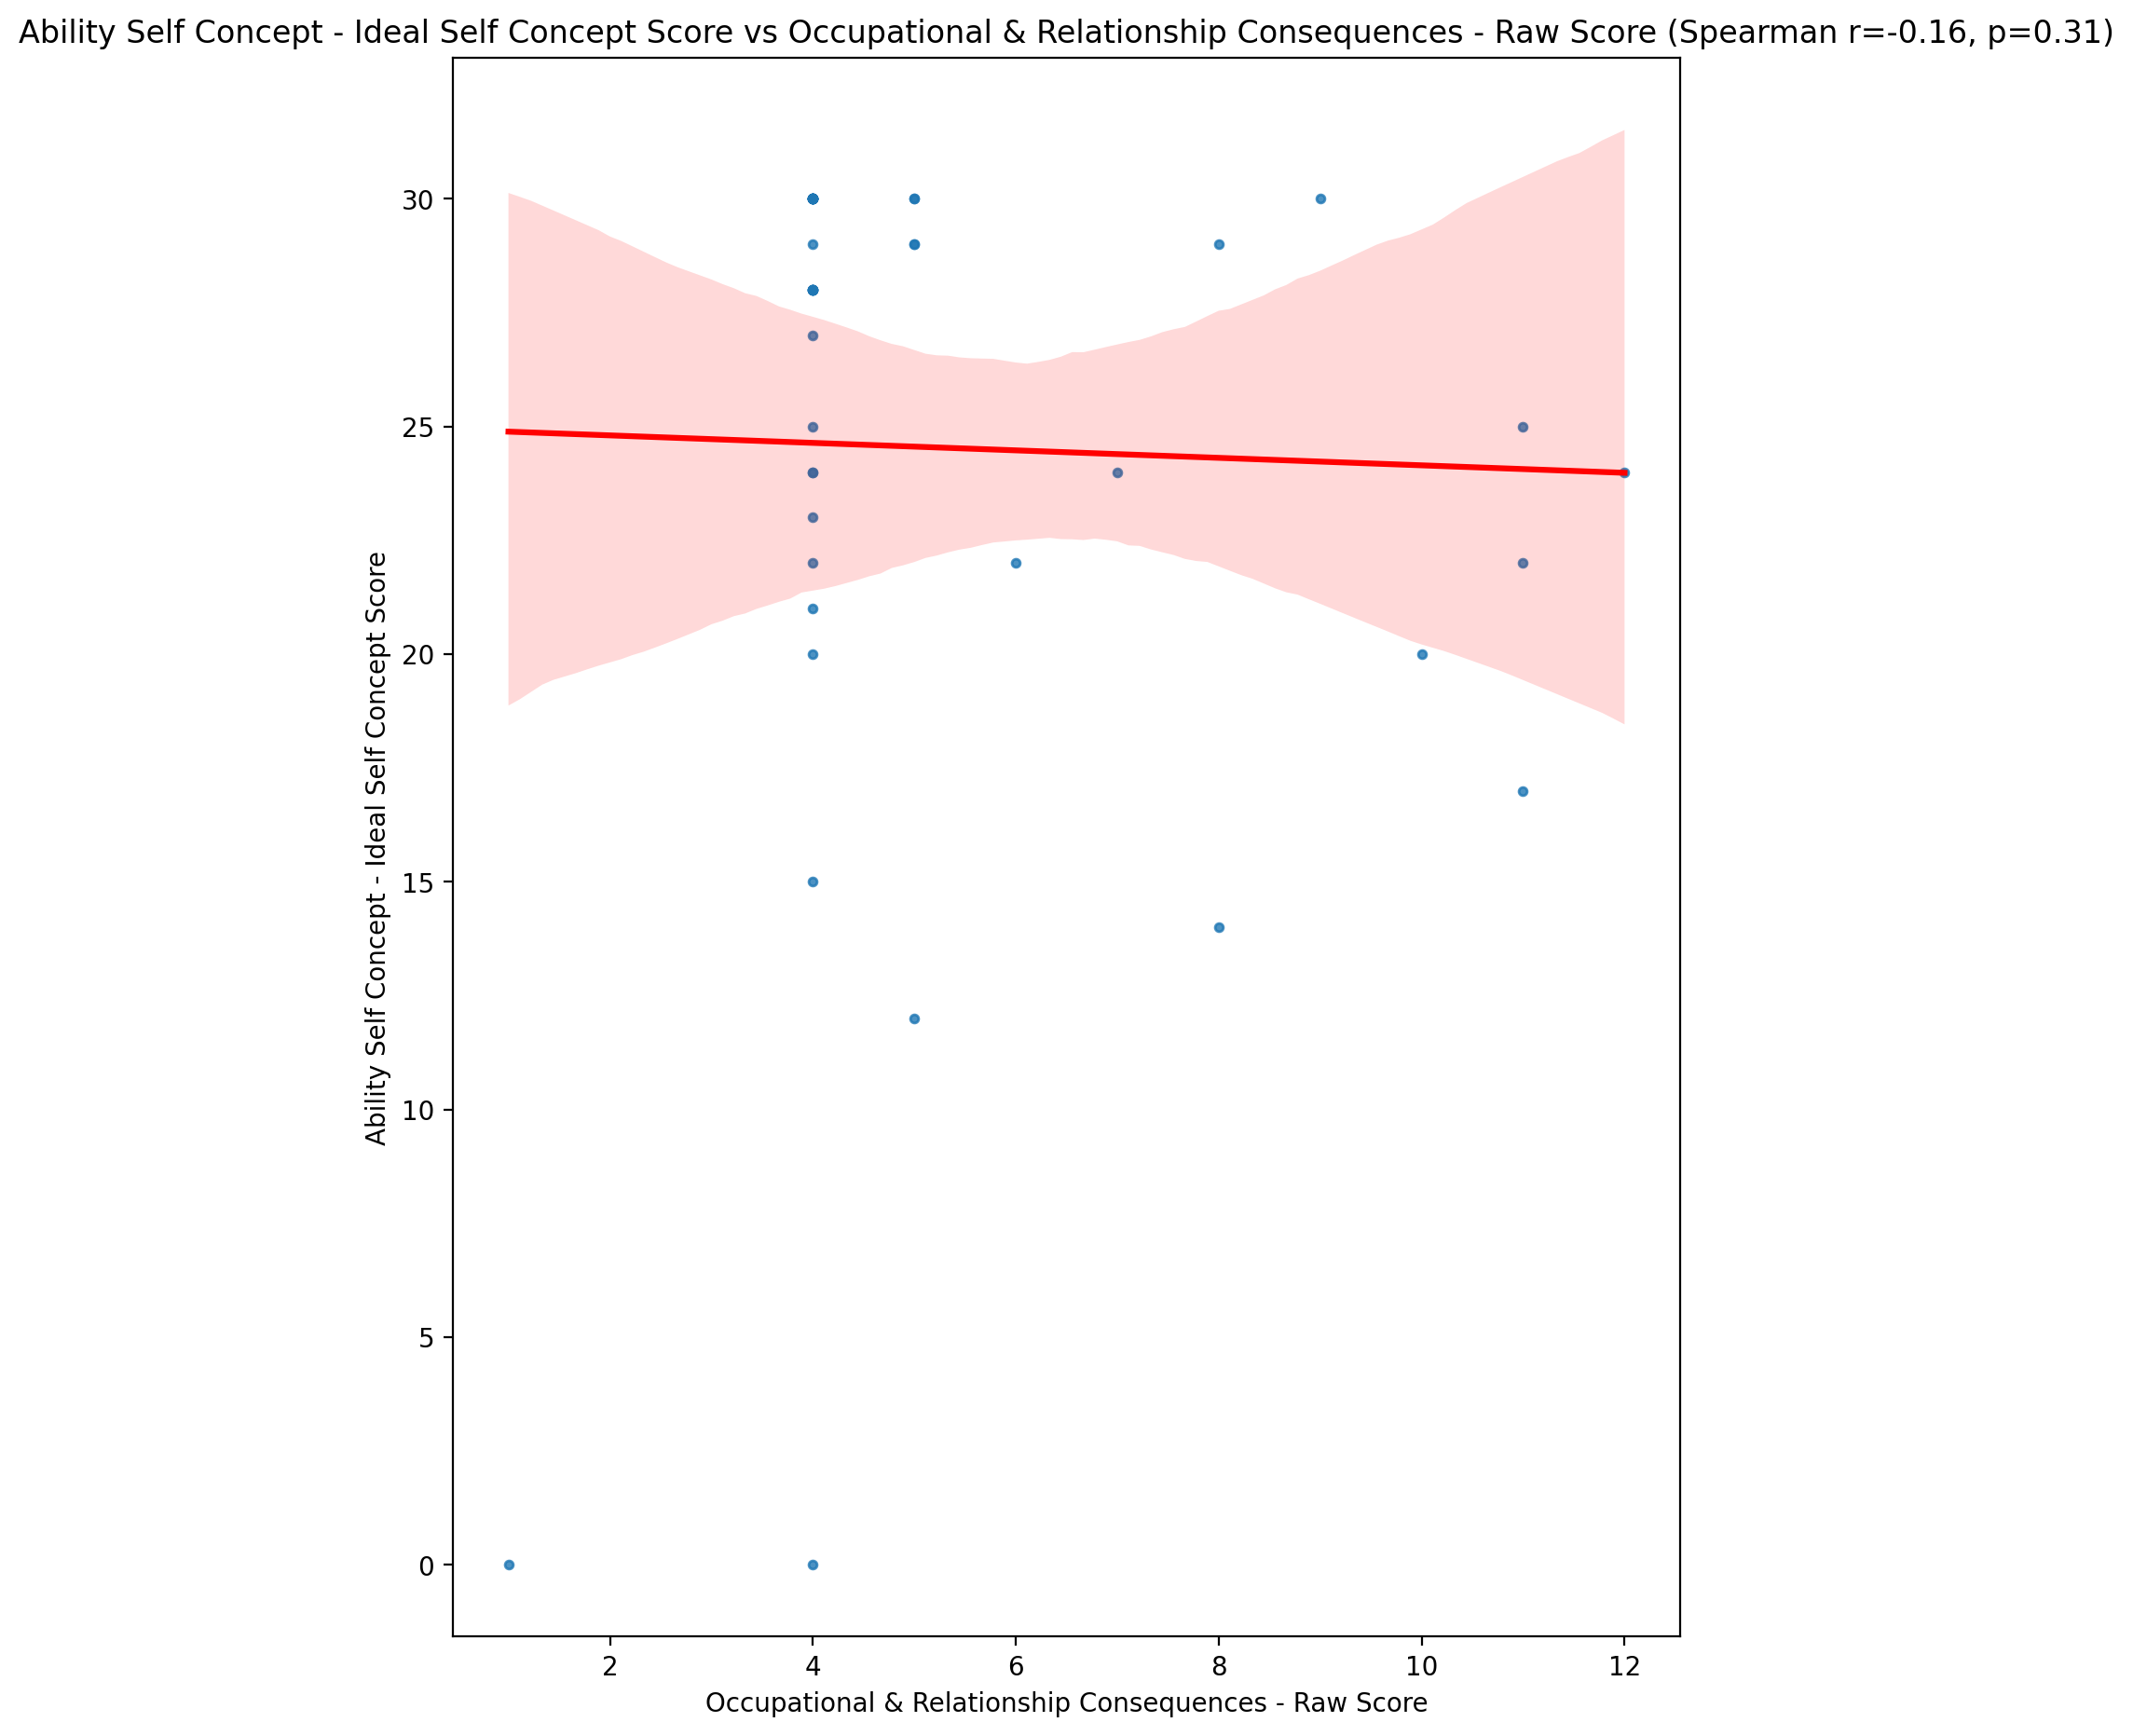 Ability Self Concept - Ideal Self Concept Score vs Occupational & Relationship Consequences - Raw Score (Spearman r=-0.16, p=0.31)
Ability Self Concept - Ideal Self Concept Score
30
25
20
15
10
5
0
2 4 6 8 10 12
Occupational & Relationship Consequences - Raw Score